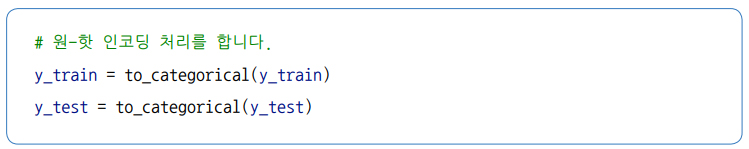 # 원-핫 인코딩 처리를 합니다.
y_train = to_categorical(y_train)
y_test = to_categorical(y_test)